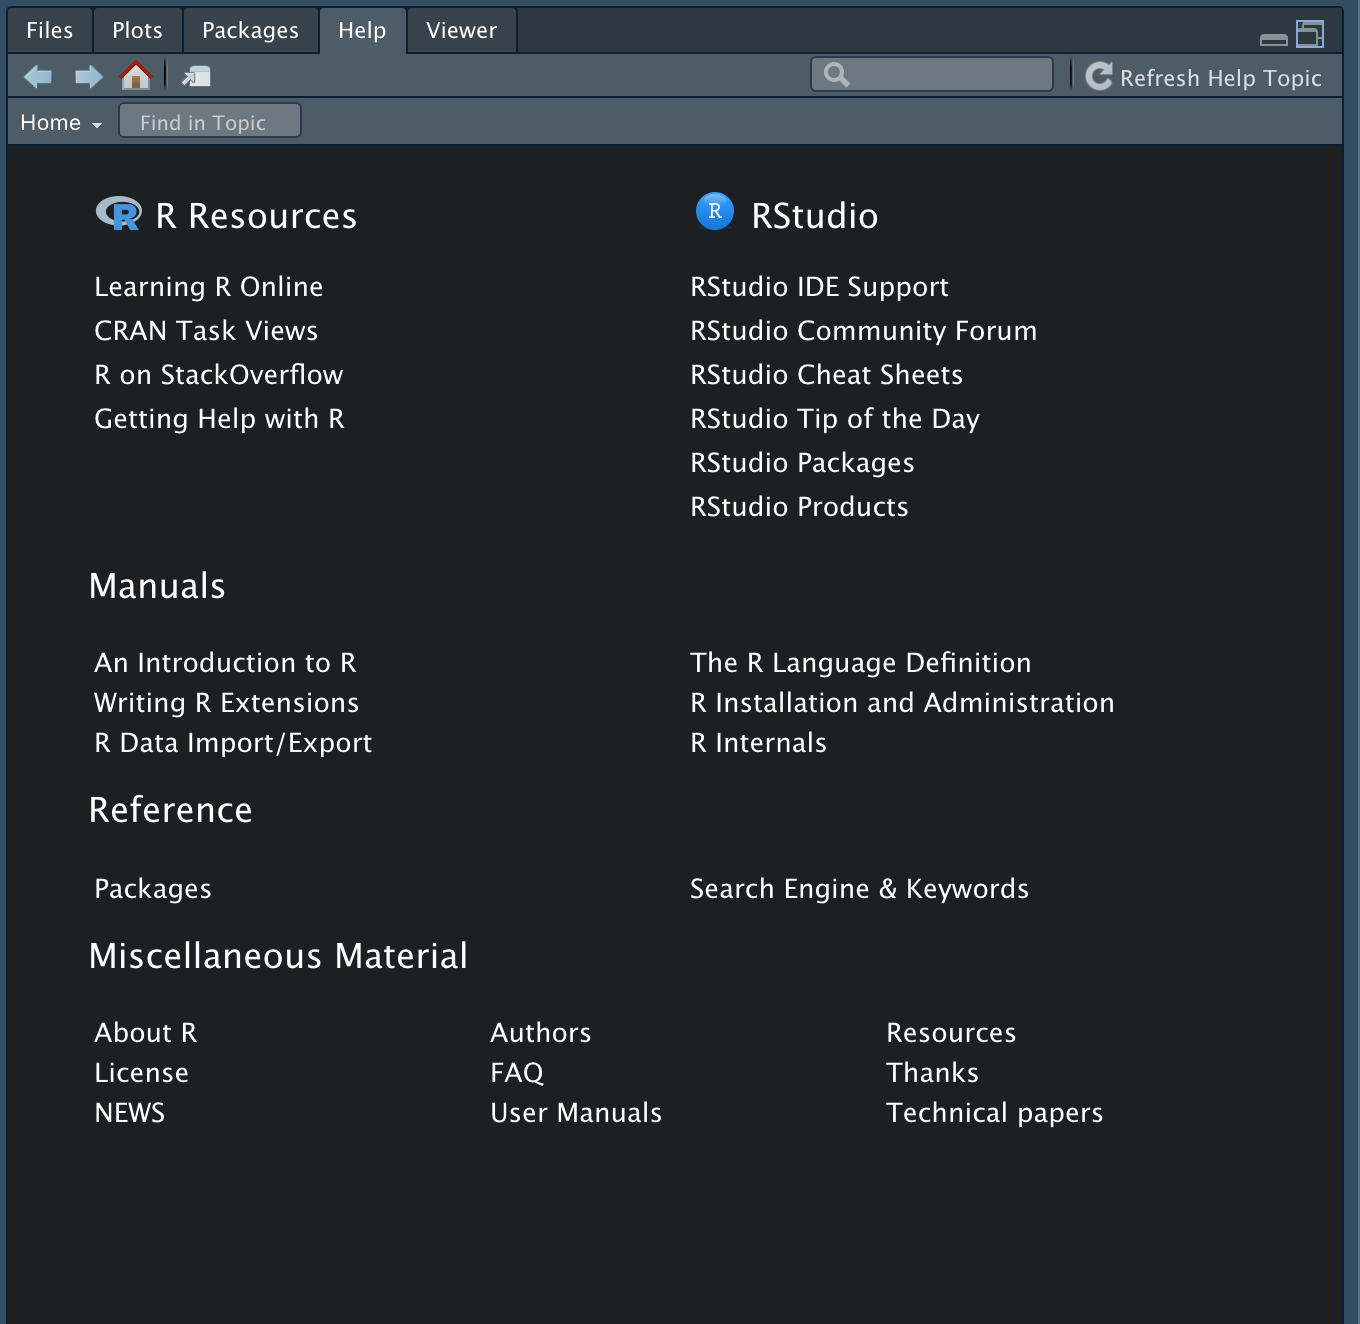 Files Plots Packages Help Viewer
Refresh Help Topic
Home Find in Topic
R Resources
Learning R Online
CRAN Task Views
R on StackOverflow
Getting Help with R
R RStudio
RStudio IDE Support
RStudio Community Forum
RStudio Cheat Sheets
RStudio Tip of the Day
RStudio Packages
RStudio Products
Manuals
An Introduction to R
Writing R Extensions
R Data Import/Export
The R Language Definition
R Installation and Administration
R Internals
Reference
Packages
Search Engine & Keywords
Miscellaneous Material
About R
License
NEWS
Authors
FAQ
User Manuals
Resources
Thanks
Technical papers